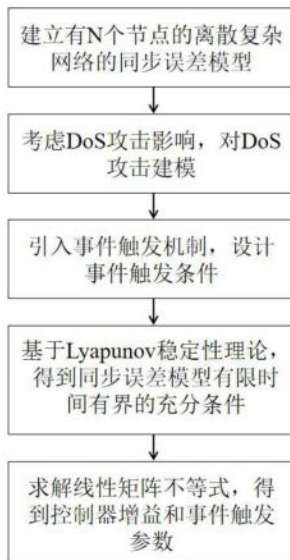 建立有N个节点的离散复杂
网络的同步误差模型
考虑DoS攻击影响，对DoS
攻击建模
引入事件触发机制，设计
事件触发条件
基于Lyapunov稳定性理论，
得到同步误差模型有限时
间有界的充分条件
求解线性矩阵不等式，得
到控制器增益和事件触发
参数